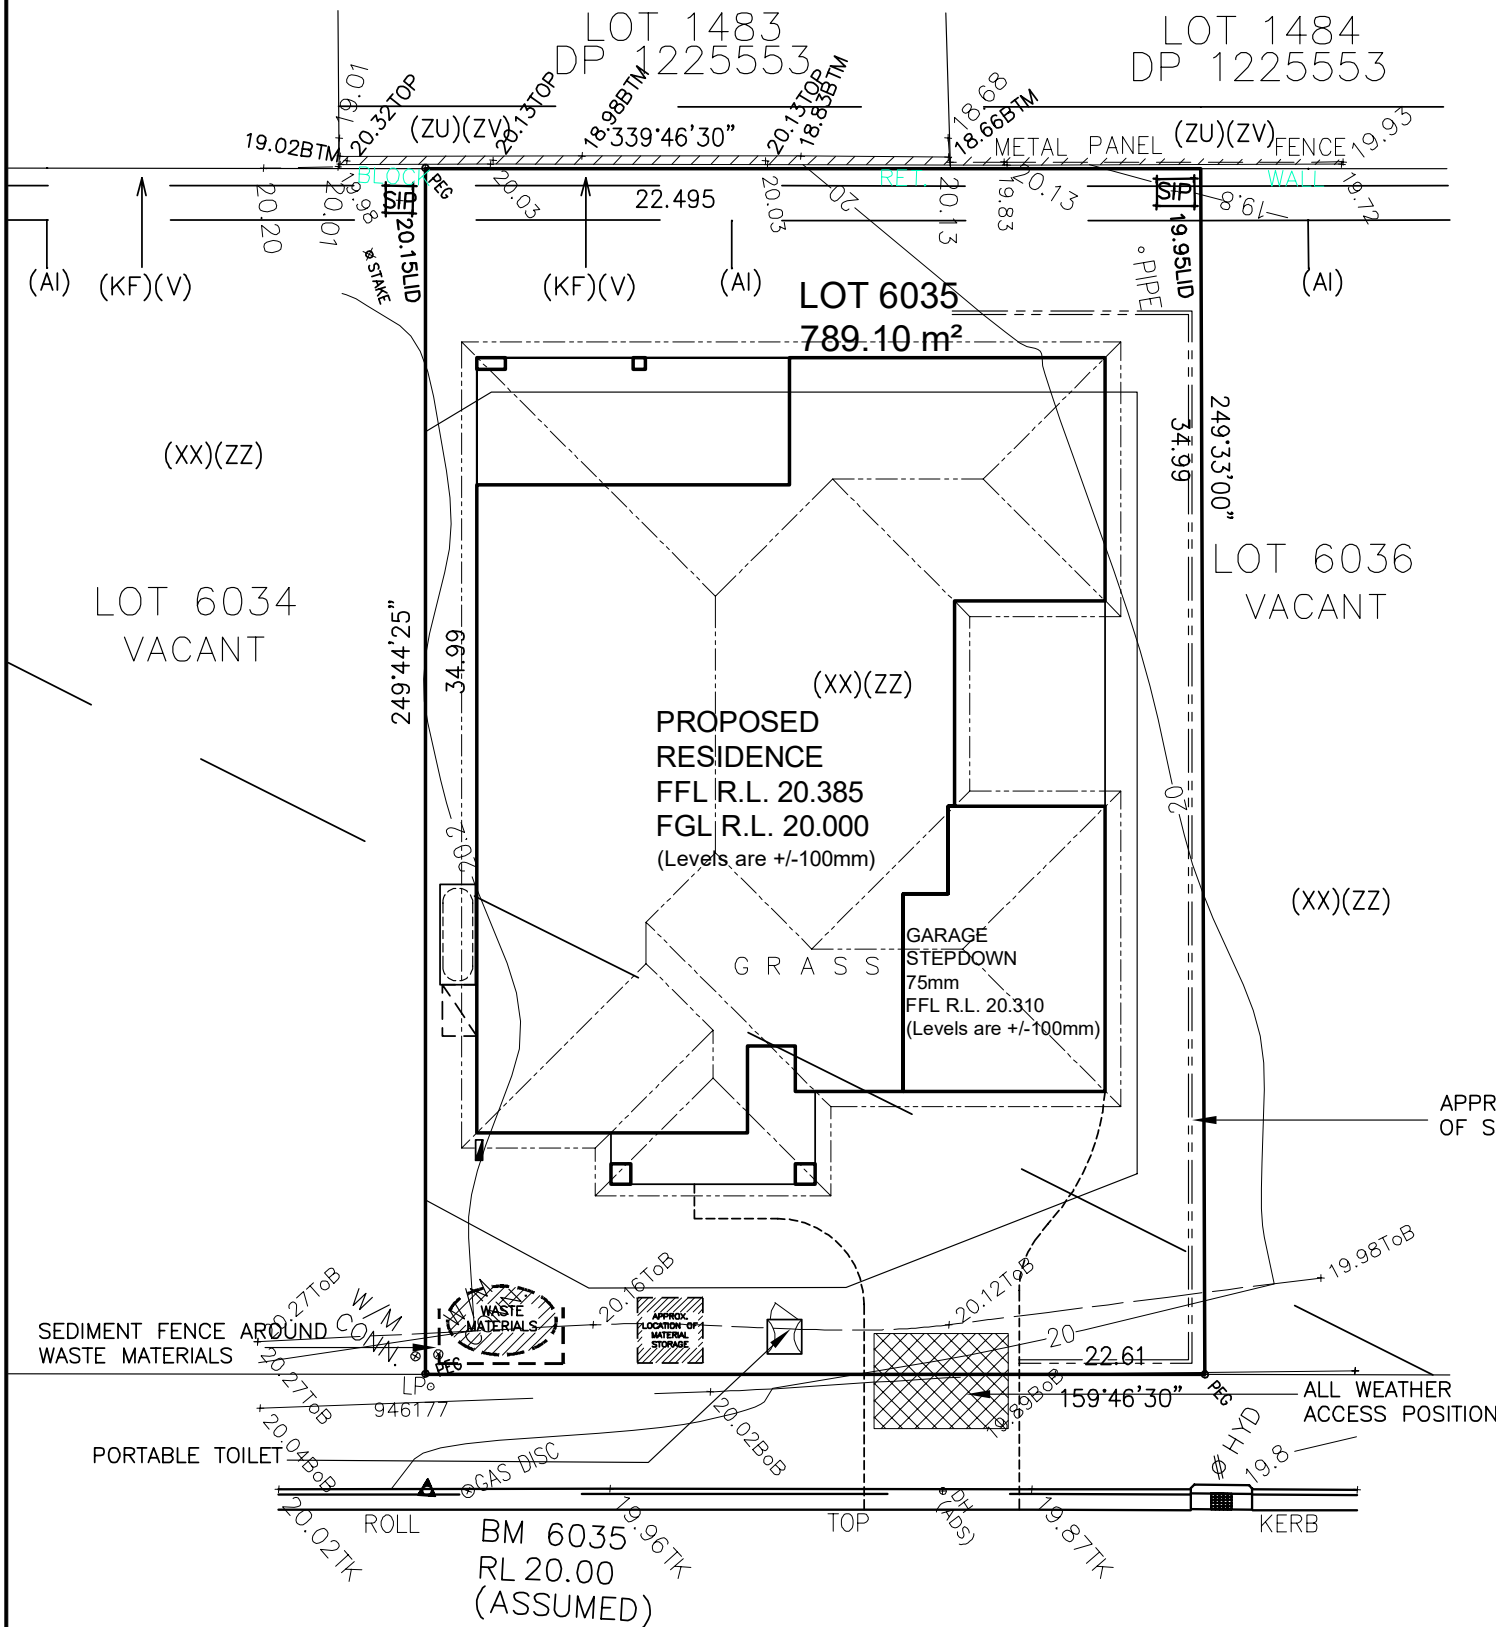 LOT 1483
DP 1225553
LOT 1484
DP 1225553
19.01
20.32TOP
(ZU)(ZV)
20.13TOP
18.98BTM
339°46'30"
20.13TOP
18.83BTM
18.68
18.66BTM
METAL PANEL
(ZU)(ZV)
FENCE
19.93
19.02BTM
BLOCK
PEG
RET.
WALL
20.20
20.01
19.98
SIP
20.15LID
20.03
22.495
20.03
20
20.13
19.83
20.13
SIP
19.95LID
19.8
19.72
STAKE
PIPE
(AI)
(KF)(V)
(KF)(V)
(AI)
(AI)
LOT 6035
789.10 m²
(XX)(ZZ)
34.99
249°33'00"
LOT 6034
VACANT
LOT 6036
VACANT
249°44'25"
34.99
(XX)(ZZ)
PROPOSED
RESIDENCE
FFL R.L. 20.385
FGL R.L. 20.000
(Levels are +/-100mm)
20
20.2
(XX)(ZZ)
GRASS
GARAGE
STEPDOWN
75mm
FFL R.L. 20.310
(Levels are +/-100mm)
APPR
OF S
20.27ToB
W/M
CONN.
WASTE
MATERIALS
20.16ToB
APPROX.
LOCATION OF
MATERIAL
STORAGE
20.12ToB
19.98ToB
SEDIMENT FENCE AROUND
WASTE MATERIALS
20
22.61
PEG
LP
946177
20.27ToB
159°46'30"
PEG
ALL WEATHER
ACCESS POSITION
20.04BoB
20.02BoB
19.89BoB
HYD
19.8
PORTABLE TOILET
GAS DISC
20.02TK
ROLL
19.96TK
TOP
DH
(ADS)
19.87TK
KERB
BM 6035
RL 20.00
(ASSUMED)